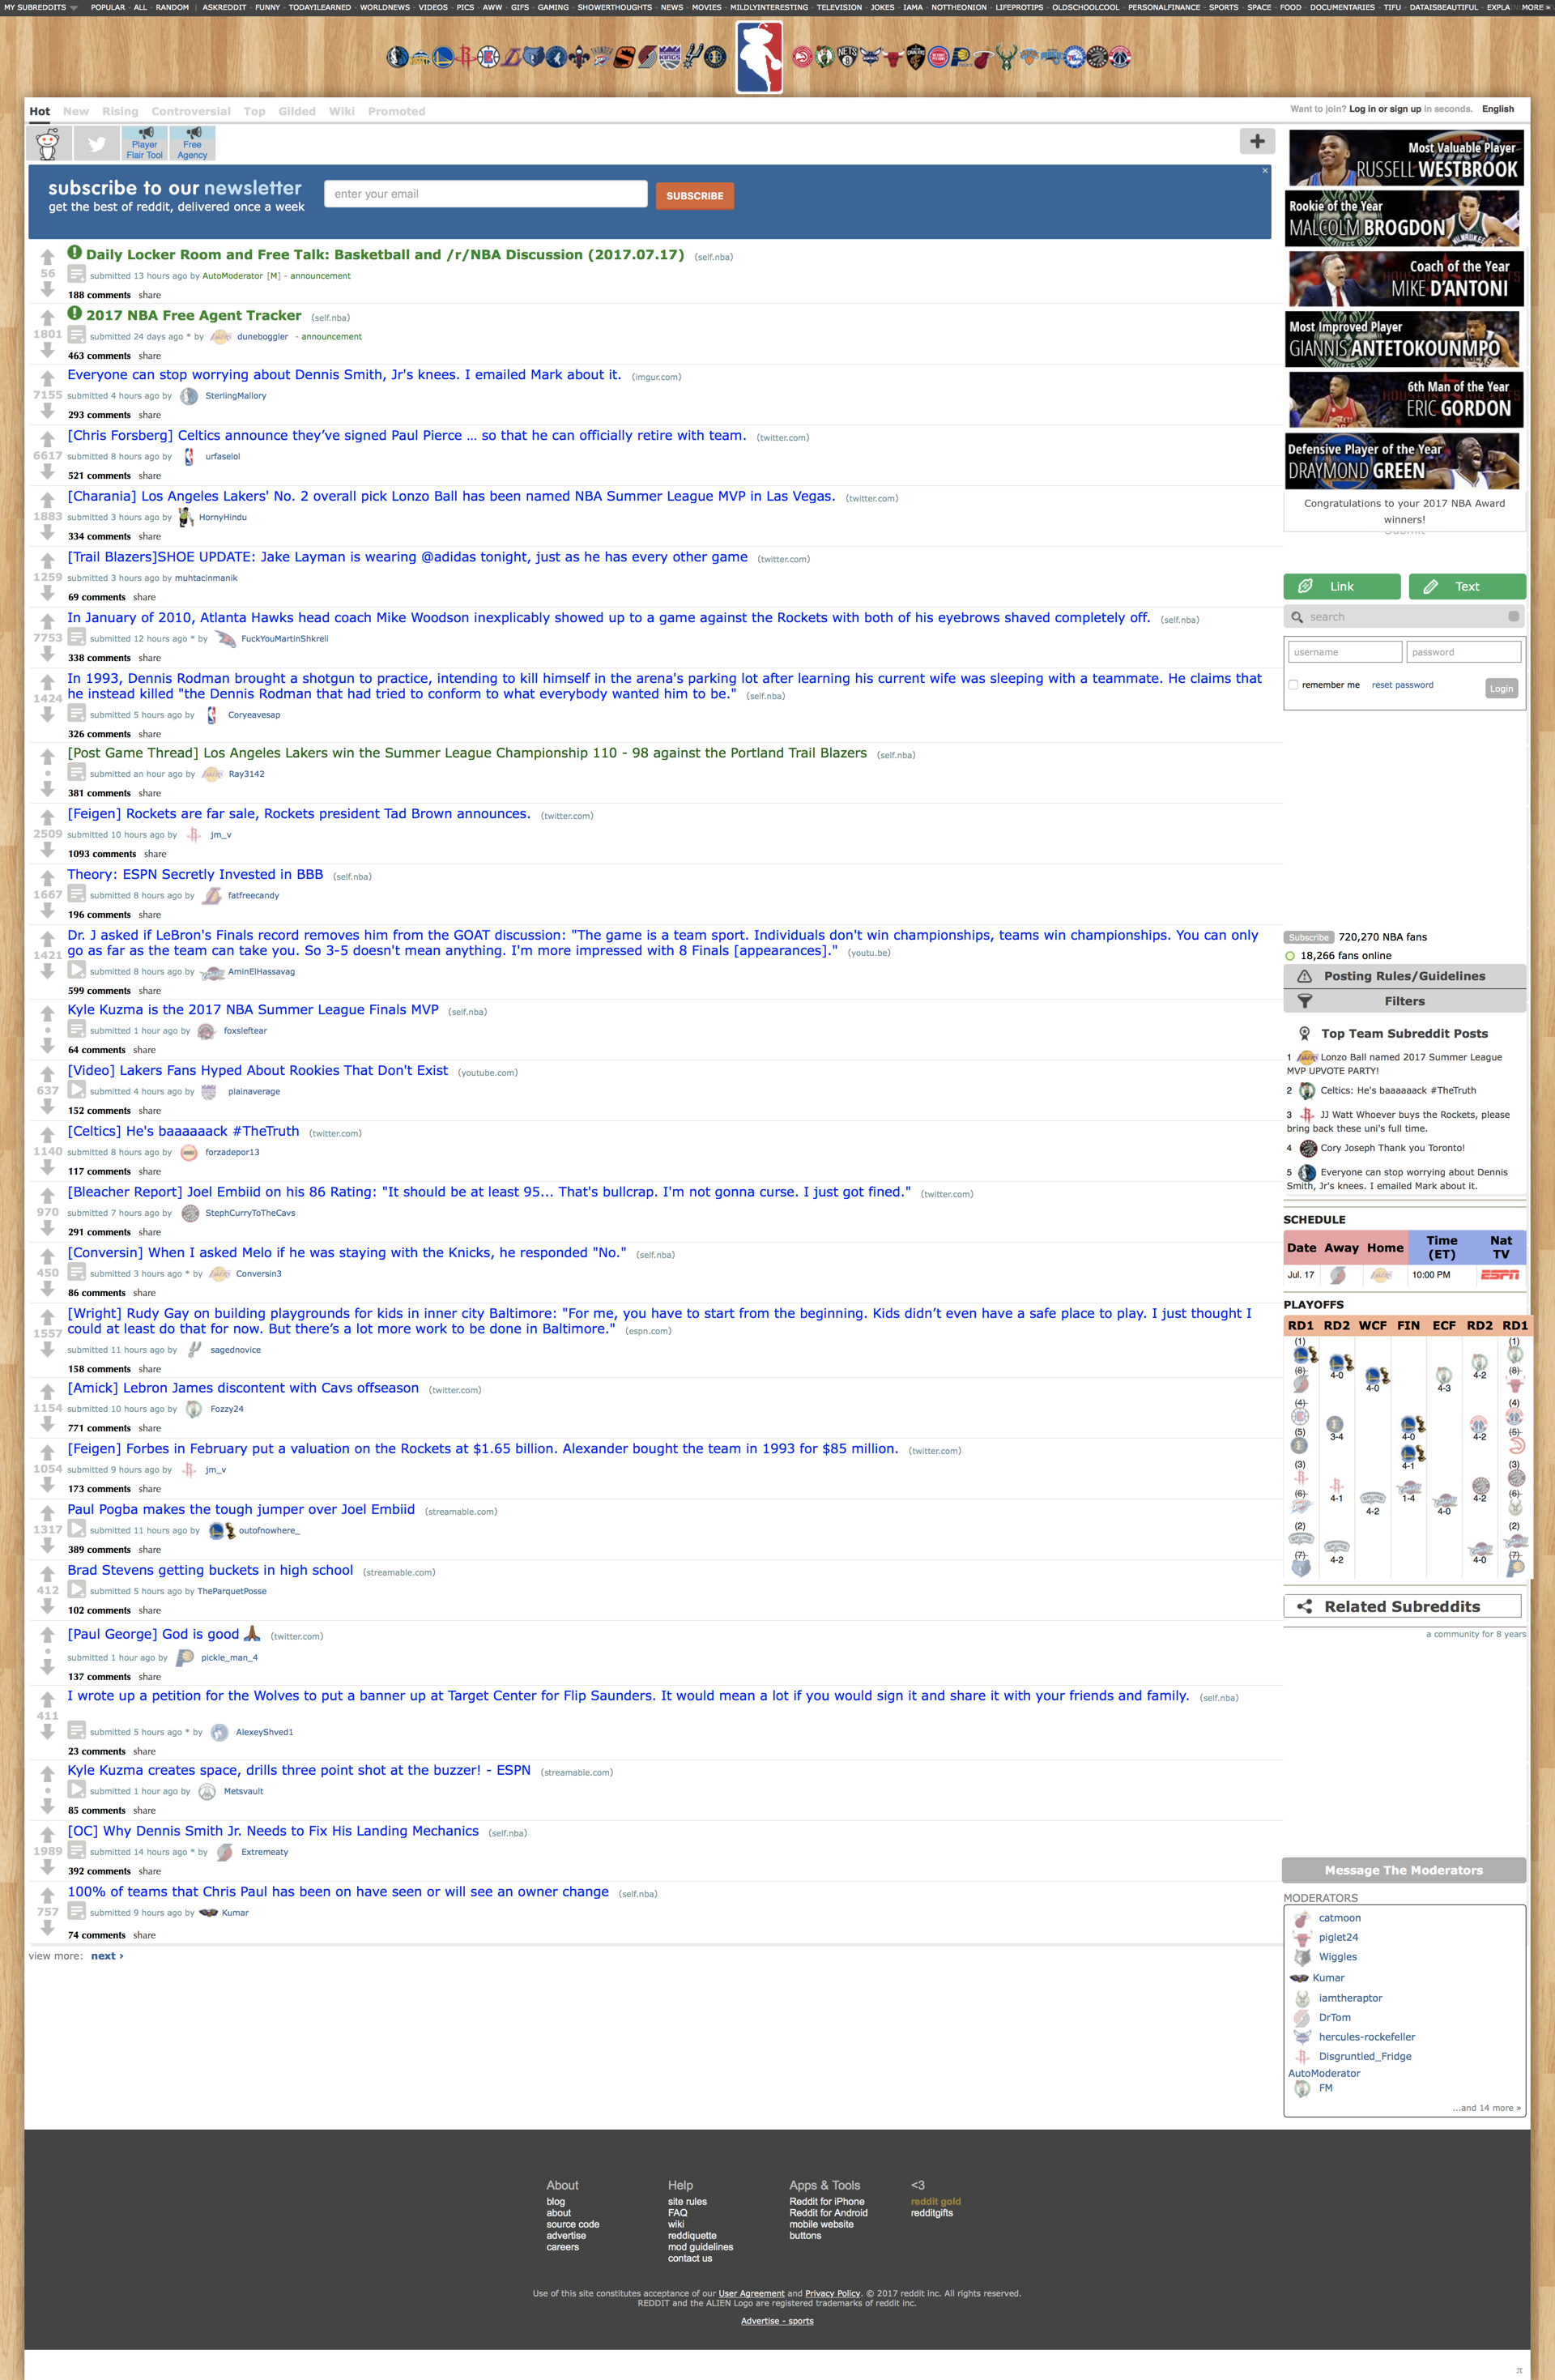 MY SUBREDDITS POPULAR - ALL - RANDOM | ASKREDDIT - FUNNY - TODAYILEARNED - WORLDNEWS - VIDEOS - PICS - AWW - GIFS - GAMING - SHOWERTHOUGHTS - NEWS - MOVIES - MILDLYINTERESTING - TELEVISION - JOKES - IAMA - NOTTHEONION - LIFEPROTIPS - OLDSCHOOLCOOL - PERSONALFINANCE - SPORTS - SPACE - FOOD - DOCUMENTARIES - TIFU - DATAISBEAUTIFUL - EXPLA MORE »
Hot New Rising Controversial Top Gilded Wiki Promoted
Want to join? Log in or sign up in seconds. English
Player Flair Tool
Free Agency
subscribe to our newsletter
get the best of reddit, delivered once a week
enter your email
SUBSCRIBE
56
Daily Locker Room and Free Talk: Basketball and /r/NBA Discussion (2017.07.17) (self.nba)
submitted 13 hours ago by AutoModerator [M] - announcement
188 comments share
1801
2017 NBA Free Agent Tracker (self.nba)
submitted 24 days ago * by duneboggler - announcement
463 comments share
7155
Everyone can stop worrying about Dennis Smith, Jr's knees. I emailed Mark about it. (imgur.com)
submitted 4 hours ago by SterlingMallory
293 comments share
6617
[Chris Forsberg] Celtics announce they’ve signed Paul Pierce … so that he can officially retire with team. (twitter.com)
submitted 8 hours ago by urfaselol
521 comments share
1883
[Charania] Los Angeles Lakers' No. 2 overall pick Lonzo Ball has been named NBA Summer League MVP in Las Vegas. (twitter.com)
submitted 3 hours ago by HornyHindu
334 comments share
1259
[Trail Blazers]SHOE UPDATE: Jake Layman is wearing @adidas tonight, just as he has every other game (twitter.com)
submitted 3 hours ago by muhtacinmanik
69 comments share
7753
In January of 2010, Atlanta Hawks head coach Mike Woodson inexplicably showed up to a game against the Rockets with both of his eyebrows shaved completely off. (self.nba)
submitted 12 hours ago * by FuckYouMartinShkreli
338 comments share
1424
In 1993, Dennis Rodman brought a shotgun to practice, intending to kill himself in the arena's parking lot after learning his current wife was sleeping with a teammate. He claims that
he instead killed "the Dennis Rodman that had tried to conform to what everybody wanted him to be." (self.nba)
submitted 5 hours ago by Coryeavesap
326 comments share
•
[Post Game Thread] Los Angeles Lakers win the Summer League Championship 110 - 98 against the Portland Trail Blazers (self.nba)
submitted an hour ago by Ray3142
381 comments share
2509
[Feigen] Rockets are far sale, Rockets president Tad Brown announces. (twitter.com)
submitted 10 hours ago by jm_v
1093 comments share
1667
Theory: ESPN Secretly Invested in BBB (self.nba)
submitted 8 hours ago by fatfreecandy
196 comments share
1421
Dr. J asked if LeBron's Finals record removes him from the GOAT discussion: "The game is a team sport. Individuals don't win championships, teams win championships. You can only
go as far as the team can take you. So 3-5 doesn't mean anything. I'm more impressed with 8 Finals [appearances]." (youtu.be)
submitted 8 hours ago by AminElHassavag
599 comments share
•
Kyle Kuzma is the 2017 NBA Summer League Finals MVP (self.nba)
submitted 1 hour ago by foxsleftear
64 comments share
637
[Video] Lakers Fans Hyped About Rookies That Don't Exist (youtube.com)
submitted 4 hours ago by plainaverage
152 comments share
1140
[Celtics] He's baaaaaack #TheTruth (twitter.com)
submitted 8 hours ago by forzadepor13
117 comments share
970
[Bleacher Report] Joel Embiid on his 86 Rating: "It should be at least 95... That's bullcrap. I'm not gonna curse. I just got fined." (twitter.com)
submitted 7 hours ago by StephCurryToTheCavs
291 comments share
450
[Conversin] When I asked Melo if he was staying with the Knicks, he responded "No." (self.nba)
submitted 3 hours ago * by Conversin3
86 comments share
1557
[Wright] Rudy Gay on building playgrounds for kids in inner city Baltimore: "For me, you have to start from the beginning. Kids didn’t even have a safe place to play. I just thought I
could at least do that for now. But there’s a lot more work to be done in Baltimore." (espn.com)
submitted 11 hours ago by sagednovice
158 comments share
1154
[Amick] Lebron James discontent with Cavs offseason (twitter.com)
submitted 10 hours ago by Fozzy24
771 comments share
1054
[Feigen] Forbes in February put a valuation on the Rockets at $1.65 billion. Alexander bought the team in 1993 for $85 million. (twitter.com)
submitted 9 hours ago by jm_v
173 comments share
1317
Paul Pogba makes the tough jumper over Joel Embiid (streamable.com)
submitted 11 hours ago by outofnowhere_
389 comments share
412
Brad Stevens getting buckets in high school (streamable.com)
submitted 5 hours ago by TheParquetPosse
102 comments share
•
[Paul George] God is good 🙏🏾 (twitter.com)
submitted 1 hour ago by pickle_man_4
137 comments share
411
I wrote up a petition for the Wolves to put a banner up at Target Center for Flip Saunders. It would mean a lot if you would sign it and share it with your friends and family. (self.nba)
submitted 5 hours ago * by AlexeyShved1
23 comments share
•
Kyle Kuzma creates space, drills three point shot at the buzzer! - ESPN (streamable.com)
submitted 1 hour ago by Metsvault
85 comments share
1989
[OC] Why Dennis Smith Jr. Needs to Fix His Landing Mechanics (self.nba)
submitted 14 hours ago * by Extremeaty
392 comments share
757
100% of teams that Chris Paul has been on have seen or will see an owner change (self.nba)
submitted 9 hours ago by Kumar
74 comments share
view more: next ›
Most Valuable Player
RUSSELL WESTBROOK
Rookie of the Year
MALCOLM BROGDON
Coach of the Year
MIKE D'ANTONI
Most Improved Player
GIANNIS ANTETOKOUNMPO
6th Man of the Year
ERIC GORDON
Defensive Player of the Year
DRAYMOND GREEN
Congratulations to your 2017 NBA Award
winners!
Submit
Link
Text
search
username password
remember me reset password Login
Subscribe 720,270 NBA fans
18,266 fans online
Posting Rules/Guidelines
Filters
Top Team Subreddit Posts
1 Lonzo Ball named 2017 Summer League
MVP UPVOTE PARTY!
2 Celtics: He's baaaaaack #TheTruth
3 JJ Watt Whoever buys the Rockets, please
bring back these uni's full time.
4 Cory Joseph Thank you Toronto!
5 Everyone can stop worrying about Dennis
Smith, Jr's knees. I emailed Mark about it.
SCHEDULE
Date Away Home Time (ET) Nat TV
Jul. 17 10:00 PM ESPN
PLAYOFFS
RD1 RD2 WCF FIN ECF RD2 RD1
(1) (1)
(8) 4-0 4-0 4-3 4-2 (8)
(4) (4)
(5) 3-4 4-0 4-2 (5)
4-1
(3) (3)
(6) 4-1 4-2 1-4 4-0 4-2 (6)
(2) (2)
(7) 4-2 4-0 (7)
Related Subreddits
a community for 8 years
Message The Moderators
MODERATORS
catmoon
piglet24
Wiggles
Kumar
iamtheraptor
DrTom
hercules-rockefeller
Disgruntled_Fridge
AutoModerator
FM
...and 14 more »
About
blog
about
source code
advertise
careers
Help
site rules
FAQ
wiki
reddiquette
mod guidelines
contact us
Apps & Tools
Reddit for iPhone
Reddit for Android
mobile website
buttons
<3
reddit gold
redditgifts
Use of this site constitutes acceptance of our User Agreement and Privacy Policy. © 2017 reddit inc. All rights reserved.
REDDIT and the ALIEN Logo are registered trademarks of reddit inc.
Advertise - sports
π